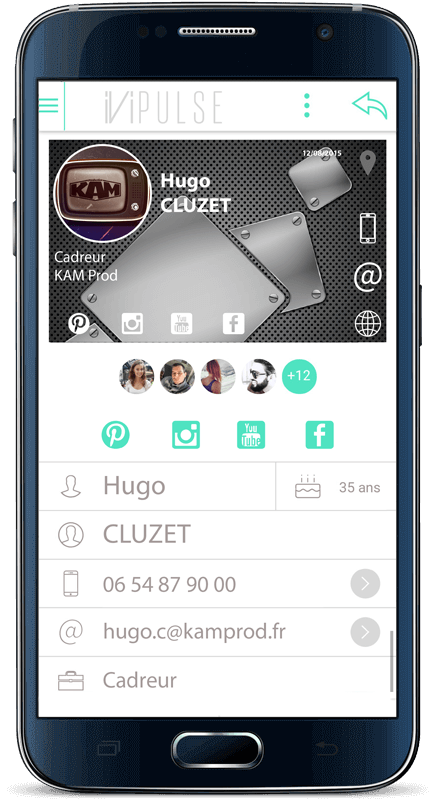 iViPULSE
12/08/2015
KAM
Hugo
CLUZET
Cadreur
KAM Prod
You
Tube
+12
You
Tube
Hugo
35 ans
CLUZET
06 54 87 90 00
hugo.c@kamprod.fr
Cadreur